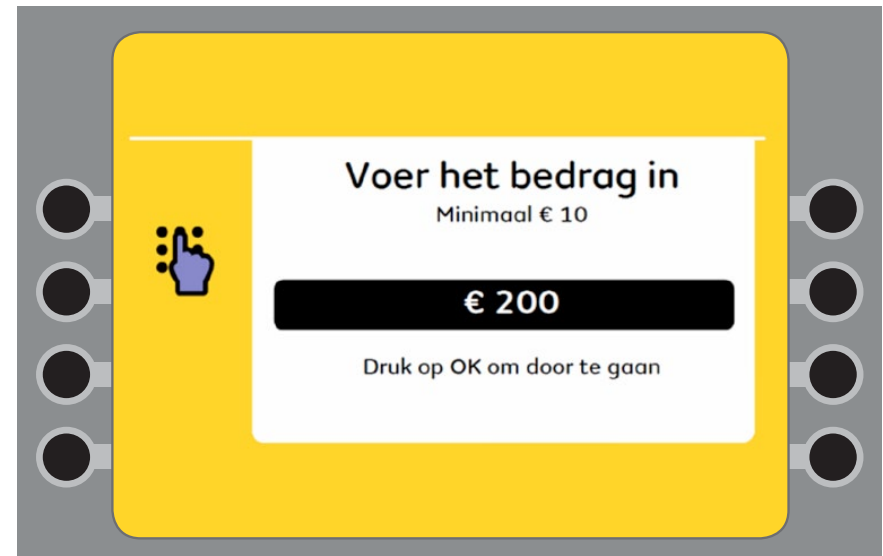 Voer het bedrag in
Minimaal € 10
€ 200
Druk op OK om door te gaan